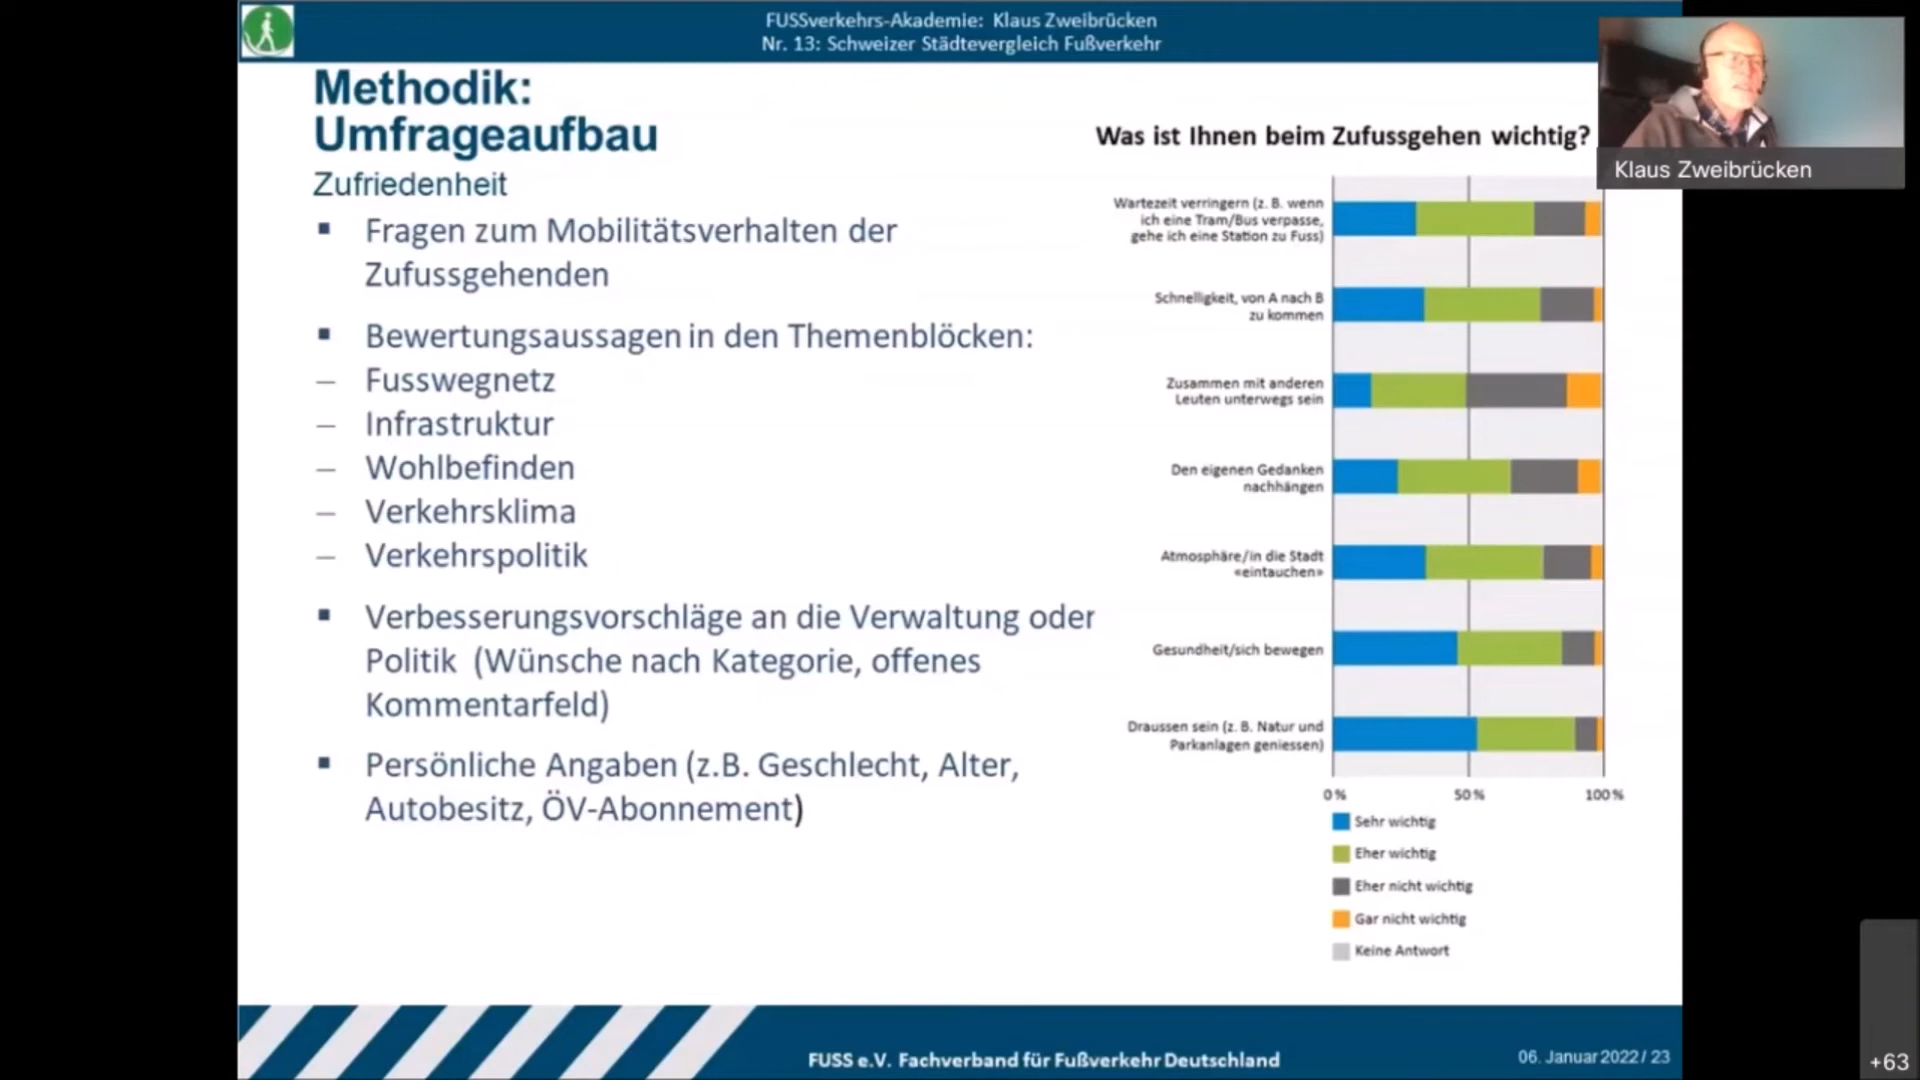 FUSSverkehrs-Akademie: Klaus Zweibrücken
Nr. 13: Schweizer Städtevergleich Fußverkehr
Klaus Zweibrücken
Methodik:
Umfrageaufbau
Zufriedenheit
▪ Fragen zum Mobilitätsverhalten der
Zufussgehenden
▪ Bewertungsaussagen in den Themenblöcken:
– Fusswegnetz
– Infrastruktur
– Wohlbefinden
– Verkehrsklima
– Verkehrspolitik
▪ Verbesserungsvorschläge an die Verwaltung oder
Politik (Wünsche nach Kategorie, offenes
Kommentarfeld)
▪ Persönliche Angaben (z.B. Geschlecht, Alter,
Autobesitz, ÖV-Abonnement)
Was ist Ihnen beim Zufussgehen wichtig?
Wartezeit verringern (z. B. wenn
ich eine Tram/Bus verpasse,
gehe ich eine Station zu Fuss)
Schnelligkeit, von A nach B
zu kommen
Zusammen mit anderen
Leuten unterwegs sein
Den eigenen Gedanken
nachhängen
Atmosphäre/in die Stadt
«eintauchen»
Gesundheit/sich bewegen
Draussen sein (z. B. Natur und
Parkanlagen geniessen)
0% 50% 100%
Sehr wichtig
Eher wichtig
Eher nicht wichtig
Gar nicht wichtig
Keine Antwort
FUSS e.V. Fachverband für Fußverkehr Deutschland
06. Januar 2022/ 23
+63